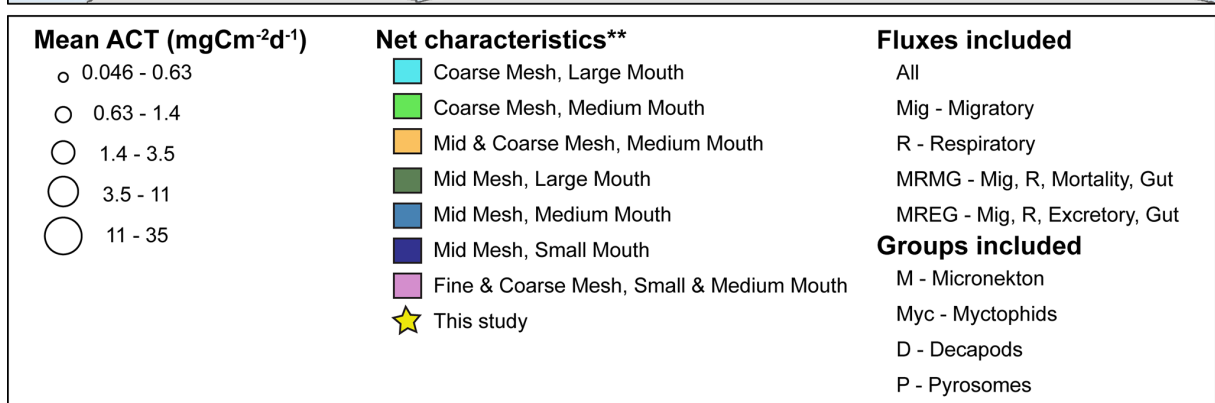 Mean ACT (mgCm⁻²d⁻¹)
0.046 - 0.63
0.63 - 1.4
1.4 - 3.5
3.5 - 11
11 - 35
Net characteristics**
Coarse Mesh, Large Mouth
Coarse Mesh, Medium Mouth
Mid & Coarse Mesh, Medium Mouth
Mid Mesh, Large Mouth
Mid Mesh, Medium Mouth
Mid Mesh, Small Mouth
Fine & Coarse Mesh, Small & Medium Mouth
This study
Fluxes included
All
Mig - Migratory
R - Respiratory
MRMG - Mig, R, Mortality, Gut
MREG - Mig, R, Excretory, Gut
Groups included
M - Micronekton
Myc - Myctophids
D - Decapods
P - Pyrosomes